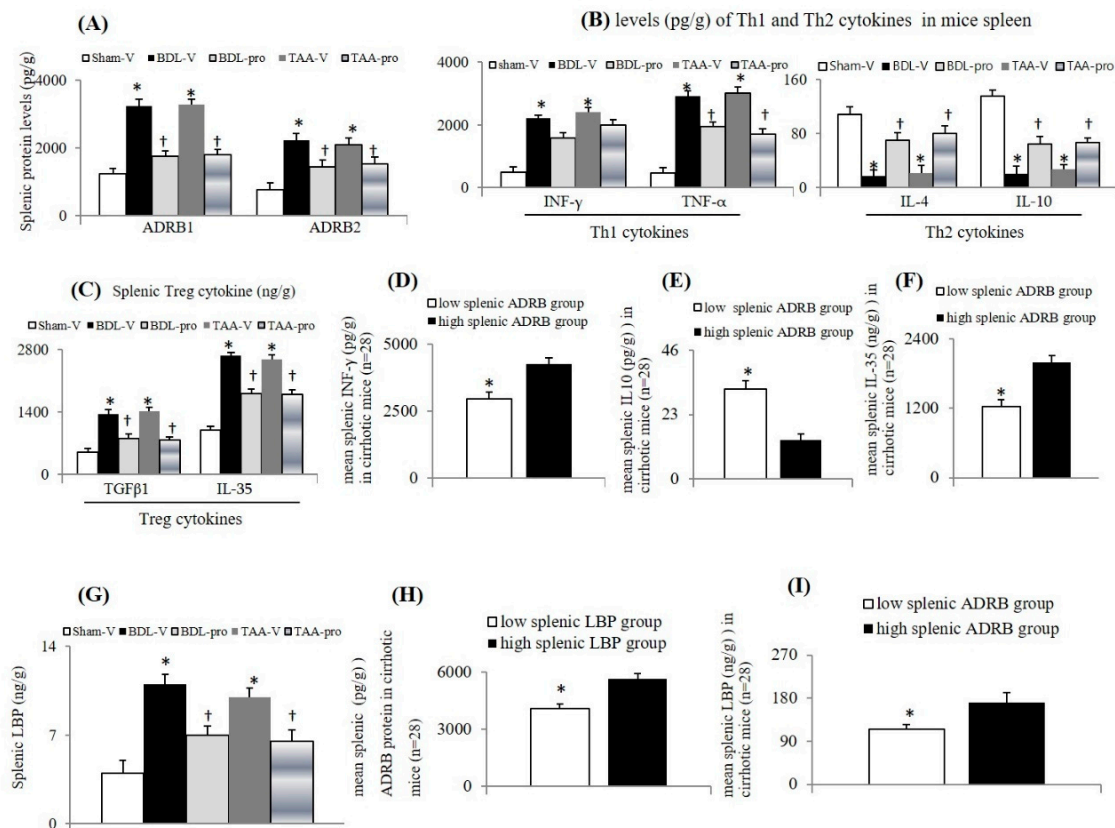 (A)
Sham-V BDL-V BDL-pro TAA-V TAA-pro
Splenic protein levels (pg/g)
3900
2600
1300
0
ADRB1 ADRB2
(B) levels (pg/g) of Th1 and Th2 cytokines in mice spleen
sham-V BDL-V BDL-pro TAA-V TAA-pro
4000
2000
0
* * * † * †
INF-γ TNF-α
Th1 cytokines
Sham-V BDL-V BDL-pro TAA-V TAA-pro
160
80
0
* † * † * † * †
IL-4 IL-10
Th2 cytokines
* † * † * † * †
(C) Splenic Treg cytokine (ng/g)
Sham-V BDL-V BDL-pro TAA-V TAA-pro
2800
1400
0
* † * † * † * †
TGFβ1 IL-35
Treg cytokines
(D)
low splenic ADRB group
high splenic ADRB group
mean splenic INF-γ (pg/g)
in cirrhotic mice (n=28)
5000
2500
0
*
(E)
low splenic ADRB group
high splenic ADRB group
mean splenic IL10 (pg/g) ) in
cirrhotic mice (n=28)
46
23
0
*
(F)
low splenic ADRB group
high splenic ADRB group
mean splenic IL-35 (ng/g) ) in
cirrhotic mice (n=28)
2400
1200
0
*
(G)
Sham-V BDL-V BDL-pro TAA-V TAA-pro
Splenic LBP (ng/g)
14
7
0
* † * †
(H)
low splenic LBP group
high splenic LBP group
mean splenic (pg/g) )
ADRB protein in cirrhotic
mice (n=28)
6000
3000
0
*
(I)
low splenic ADRB group
high splenic ADRB group
mean splenic LBP (ng/g) ) in
cirrhotic mice (n=28)
270
180
90
0
*